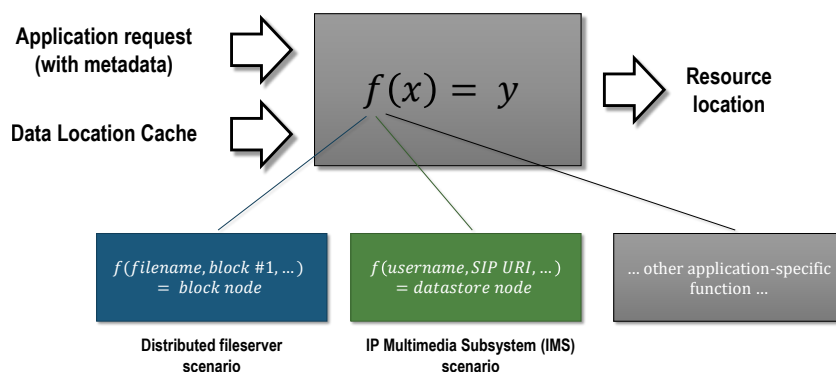 Application request
(with metadata)
Data Location Cache
f(x) = y
Resource
location
f(filename, block #1, …)
= block node
f(username, SIP URI, …)
= datastore node
… other application-specific
function …
Distributed fileserver
scenario
IP Multimedia Subsystem (IMS)
scenario